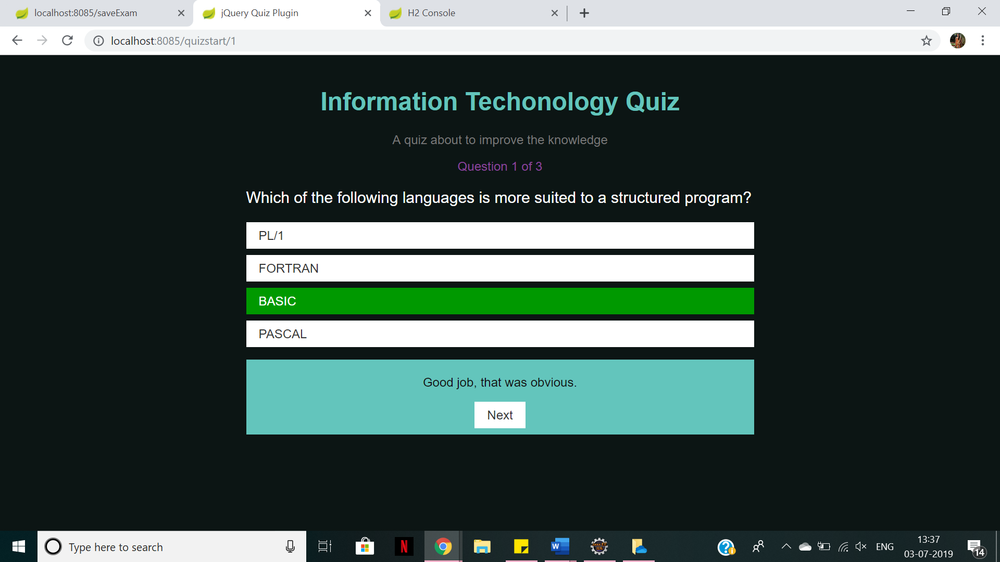 localhost:8085/saveExam
jQuery Quiz Plugin
H2 Console
localhost:8085/quizstart/1
Information Techonology Quiz
A quiz about to improve the knowledge
Question 1 of 3
Which of the following languages is more suited to a structured program?
PL/1
FORTRAN
BASIC
PASCAL
Good job, that was obvious.
Next
Type here to search
N
W
Java EE
IDE
?
ENG
13:37
03-07-2019
14